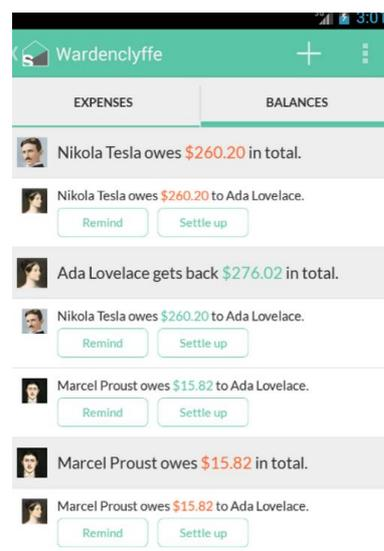 3G 3:01
S Wardenclyffe
EXPENSES BALANCES
Nikola Tesla owes $260.20 in total.
Nikola Tesla owes $260.20 to Ada Lovelace.
Remind Settle up
Ada Lovelace gets back $276.02 in total.
Nikola Tesla owes $260.20 to Ada Lovelace.
Remind Settle up
Marcel Proust owes $15.82 to Ada Lovelace.
Remind Settle up
Marcel Proust owes $15.82 in total.
Marcel Proust owes $15.82 to Ada Lovelace.
Remind Settle up